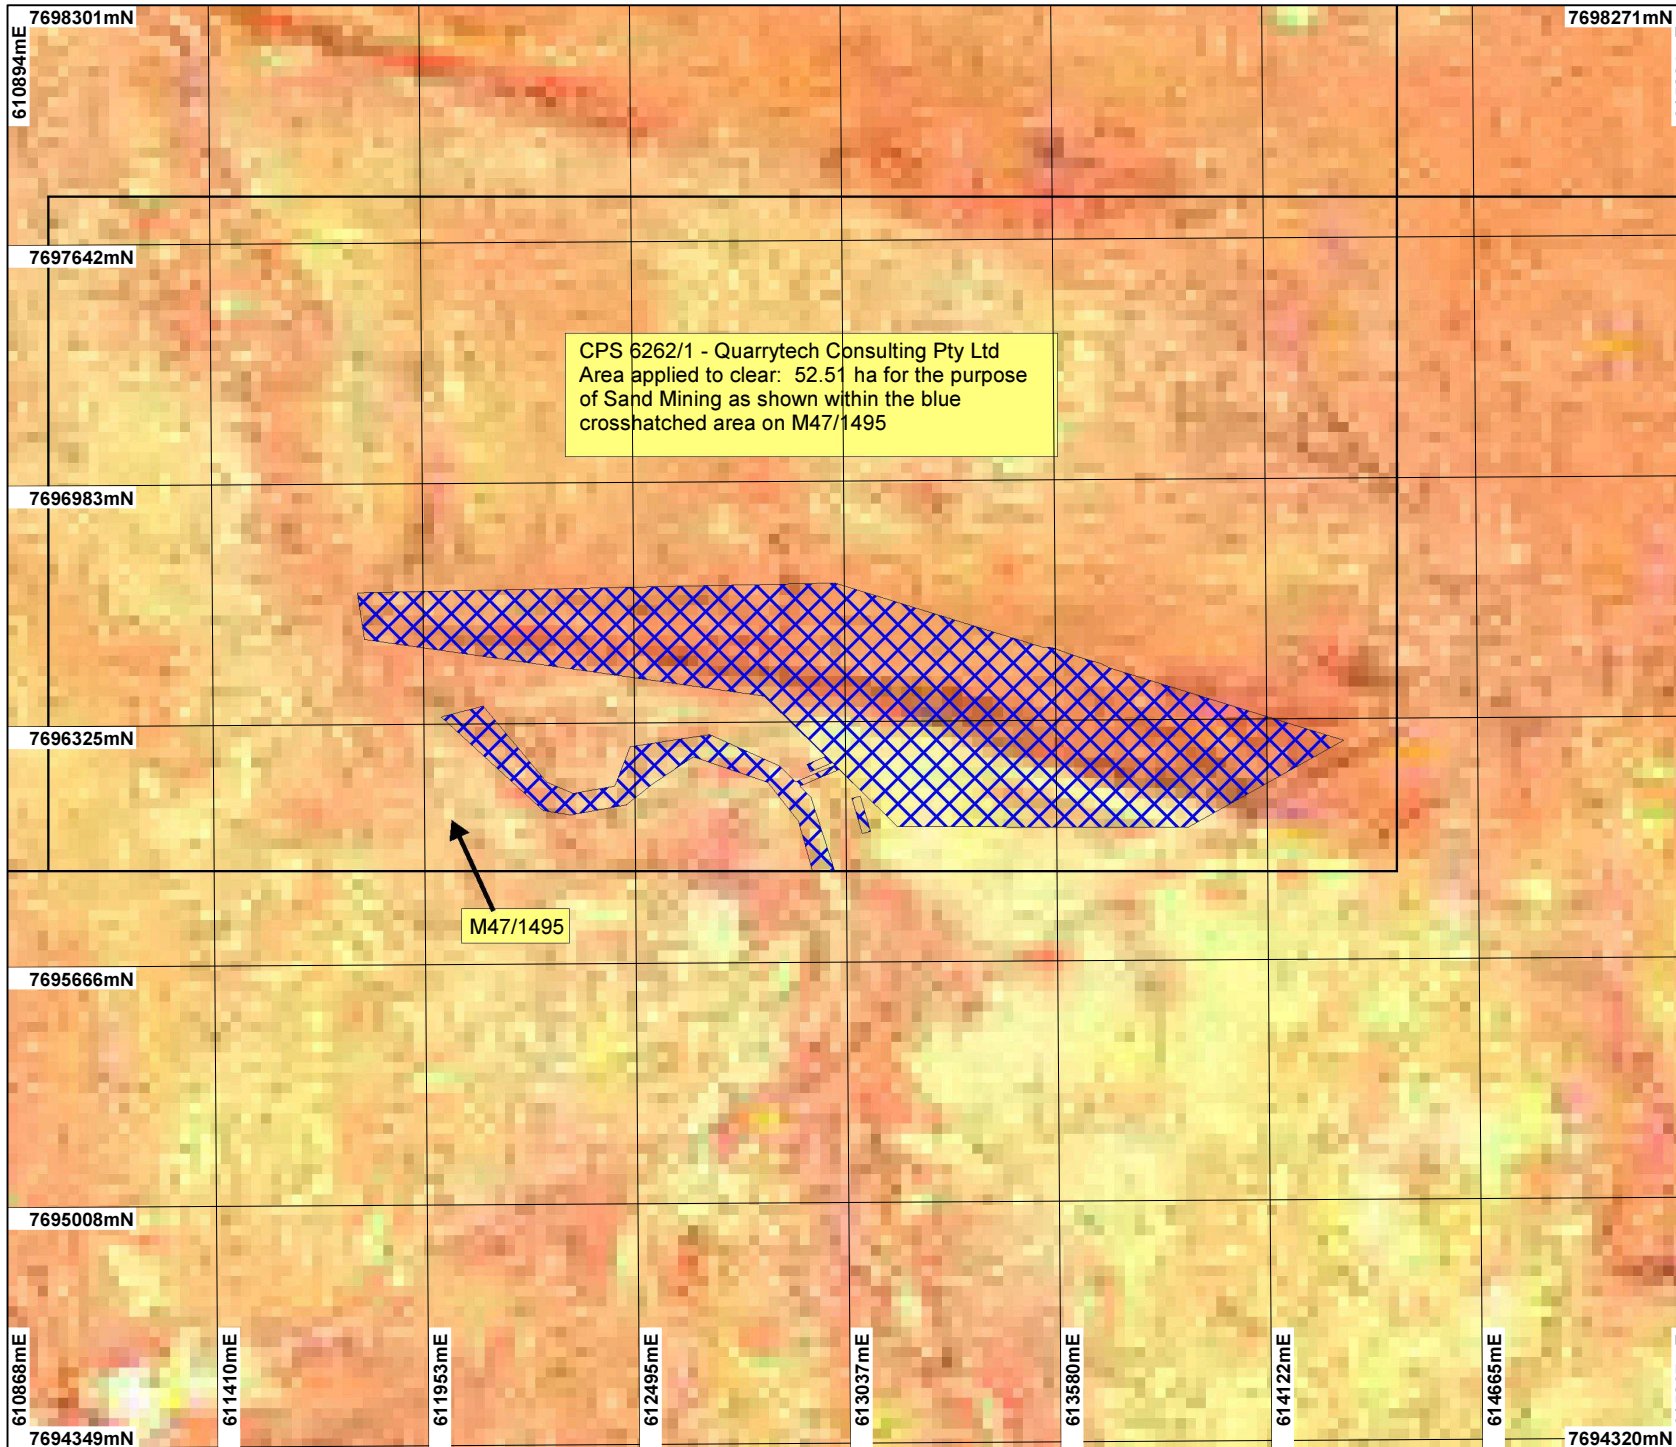 7698301mN
7698271mN
610894mE
7697642mN
CPS 6262/1 - Quarrytech Consulting Pty Ltd
Area applied to clear: 52.51 ha for the purpose
of Sand Mining as shown within the blue
crosshatched area on M47/1495
7696983mN
7696325mN
M47/1495
7695666mN
7695008mN
610868mE
611410mE
611953mE
612495mE
613037mE
613580mE
614122mE
614665mE
7694349mN
7694320mN